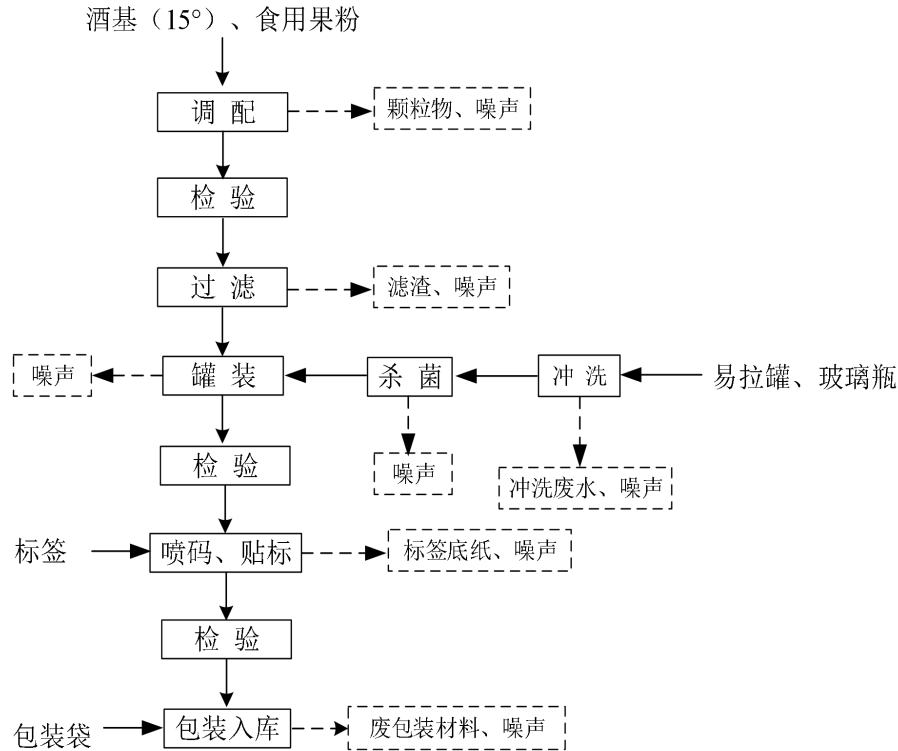 酒基（15°）、食用果粉
调 配
颗粒物、噪声
检 验
过 滤
滤渣、噪声
噪声
罐 装
杀 菌
冲 洗
易拉罐、玻璃瓶
检 验
噪声
冲洗废水、噪声
标签
喷码、贴标
标签底纸、噪声
检 验
包装袋
包装入库
废包装材料、噪声